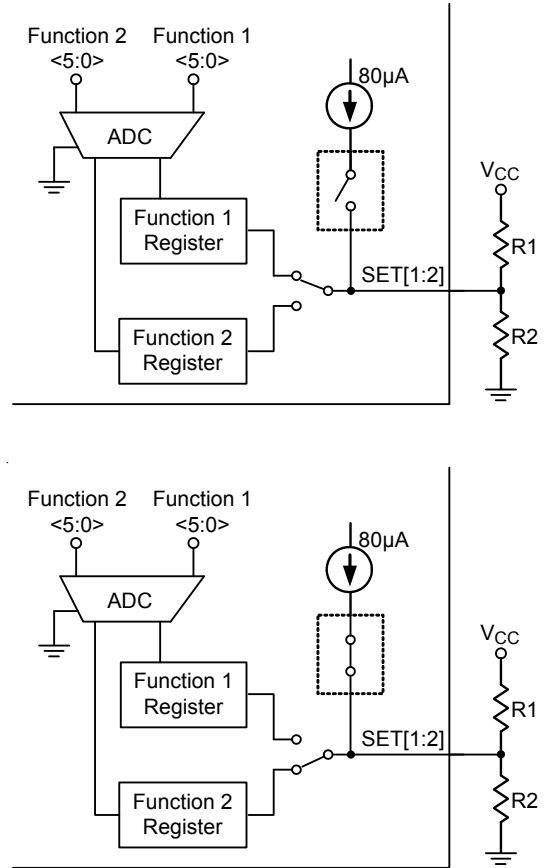 Function 2 Function 1
<5:0> <5:0>
80µA
ADC
VCC
Function 1
Register
R1
SET[1:2]
Function 2
Register
R2
Function 2 Function 1
<5:0> <5:0>
80µA
ADC
VCC
Function 1
Register
R1
SET[1:2]
Function 2
Register
R2